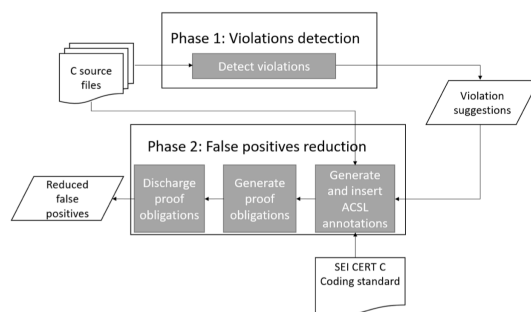 Phase 1: Violations detection
C source
files
Detect violations
Violation
suggestions
Phase 2: False positives reduction
Reduced
false
positives
Discharge
proof
obligations
Generate
proof
obligations
Generate
and insert
ACSL
annotations
SEI CERT C
Coding standard